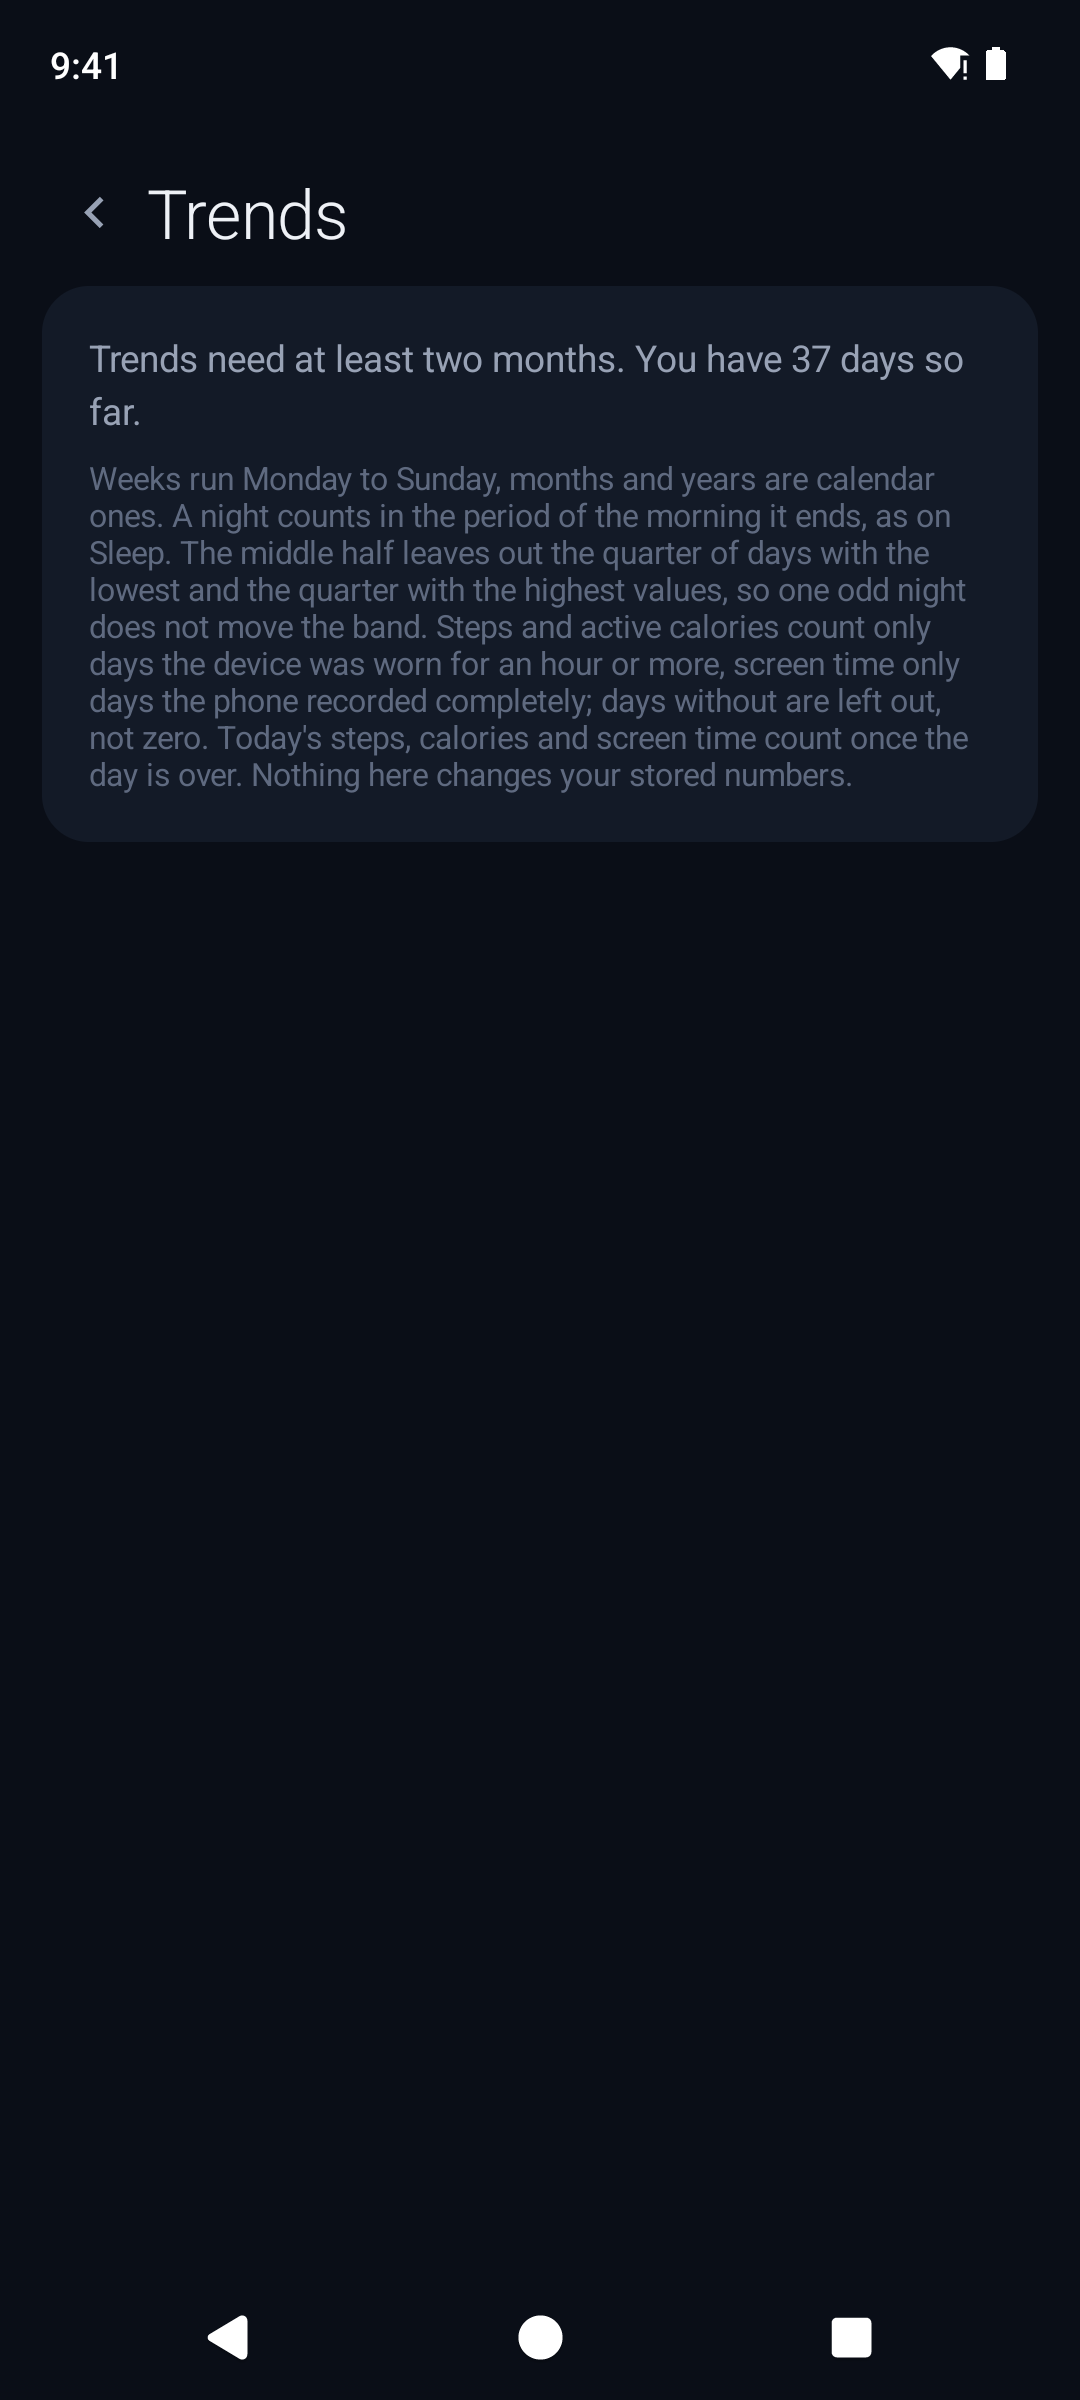 9:41
Trends
Trends need at least two months. You have 37 days so
far.
Weeks run Monday to Sunday, months and years are calendar
ones. A night counts in the period of the morning it ends, as on
Sleep. The middle half leaves out the quarter of days with the
lowest and the quarter with the highest values, so one odd night
does not move the band. Steps and active calories count only
days the device was worn for an hour or more, screen time only
days the phone recorded completely; days without are left out,
not zero. Today's steps, calories and screen time count once the
day is over. Nothing here changes your stored numbers.